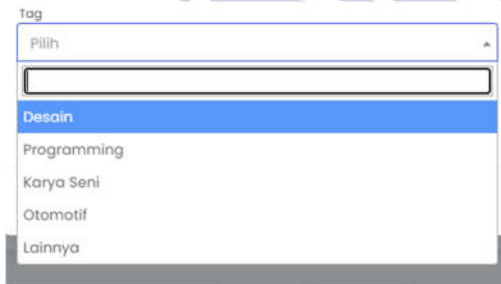 Tag
Pilih
Desain
Programming
Karya Seni
Otomotif
Lainnya